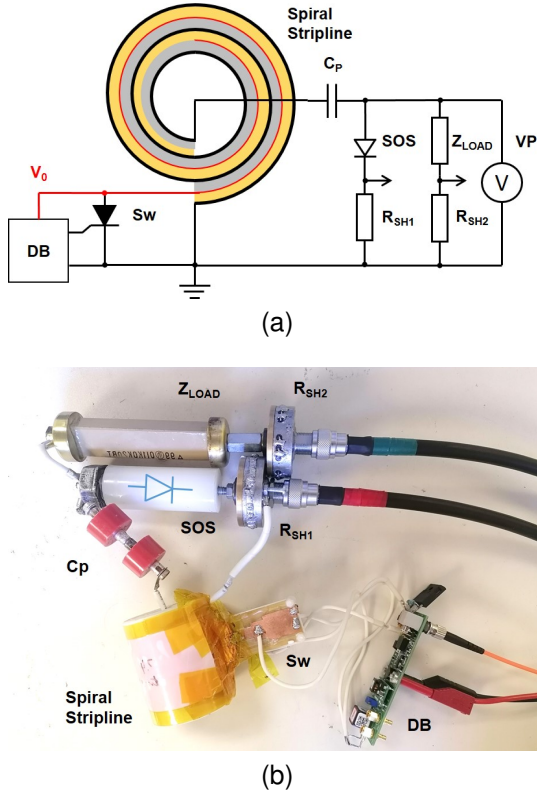 Spiral
Stripline
C_P
SOS
Z_LOAD
VP
V
V_0
Sw
DB
R_SH1
R_SH2
(a)
Z_LOAD
R_SH2
SOS
R_SH1
Cp
Sw
Spiral
Stripline
DB
(b)